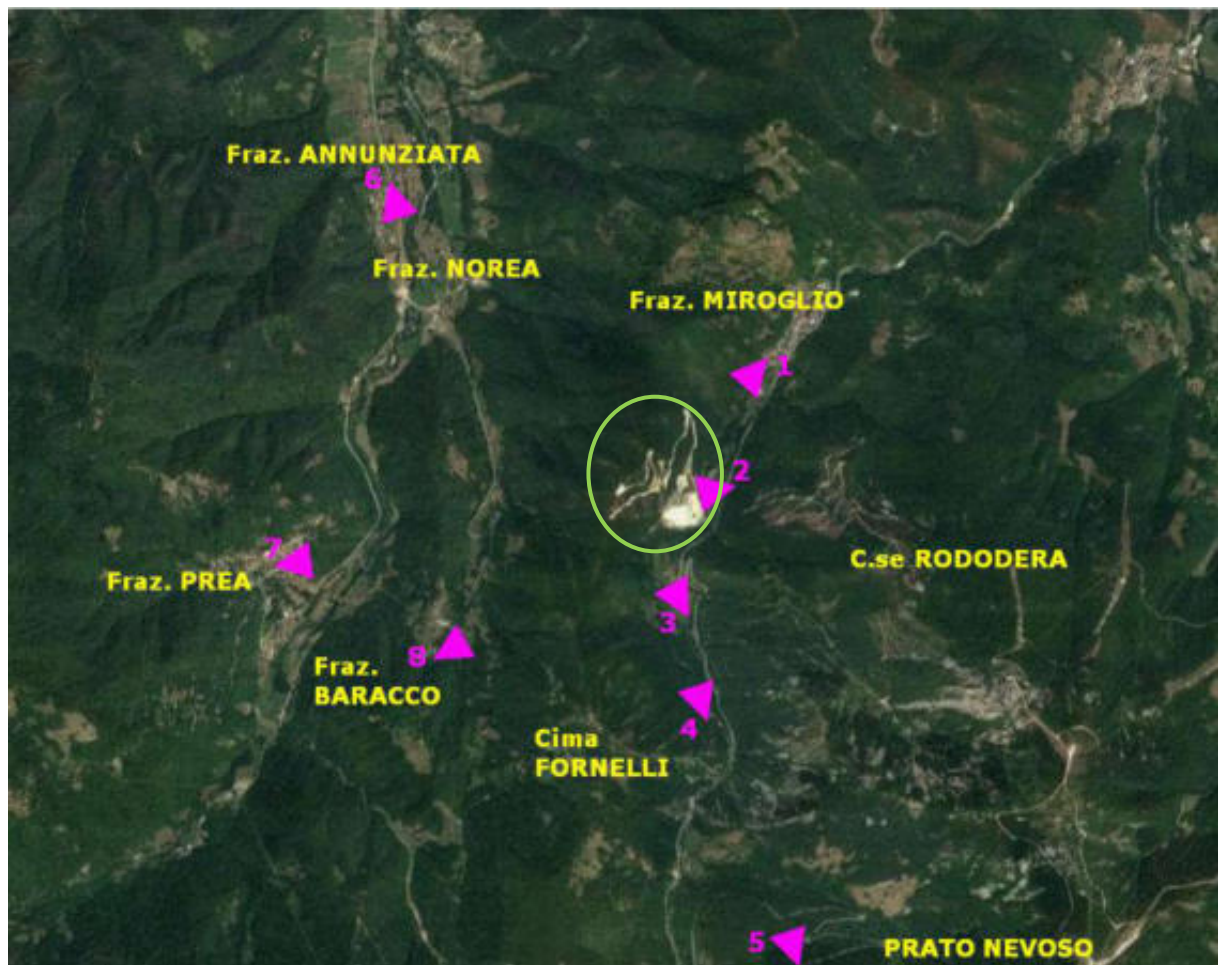 Fraz. ANNUNZIATA
6
Fraz. NOREA
Fraz. MIROGLIO
1
2
C.se RODODERA
7
Fraz. PREA
3
8
Fraz.
BARACCO
4
Cima
FORNELLI
5
PRATO NEVOSO